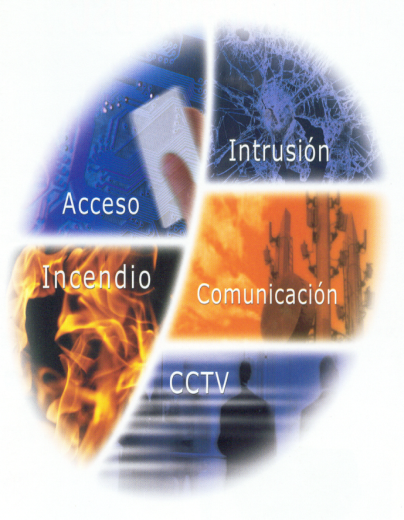 Acceso
Intrusión
Incendio
Comunicación
CCTV